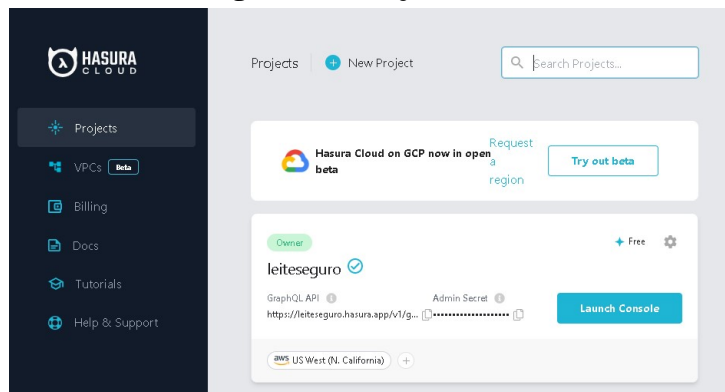 HASURA
CLOUD
Projects
VPCs Beta
Billing
Docs
Tutorials
Help & Support
Projects New Project Search Projects...
Hasura Cloud on GCP now in open beta
Request a region
Try out beta
Owner
Free
leiteseguro
GraphQL API Admin Secret
https://leiteseguro.hasura.app/v1/g... ••••••••••••••••••••
Launch Console
aws US West (N. California) +